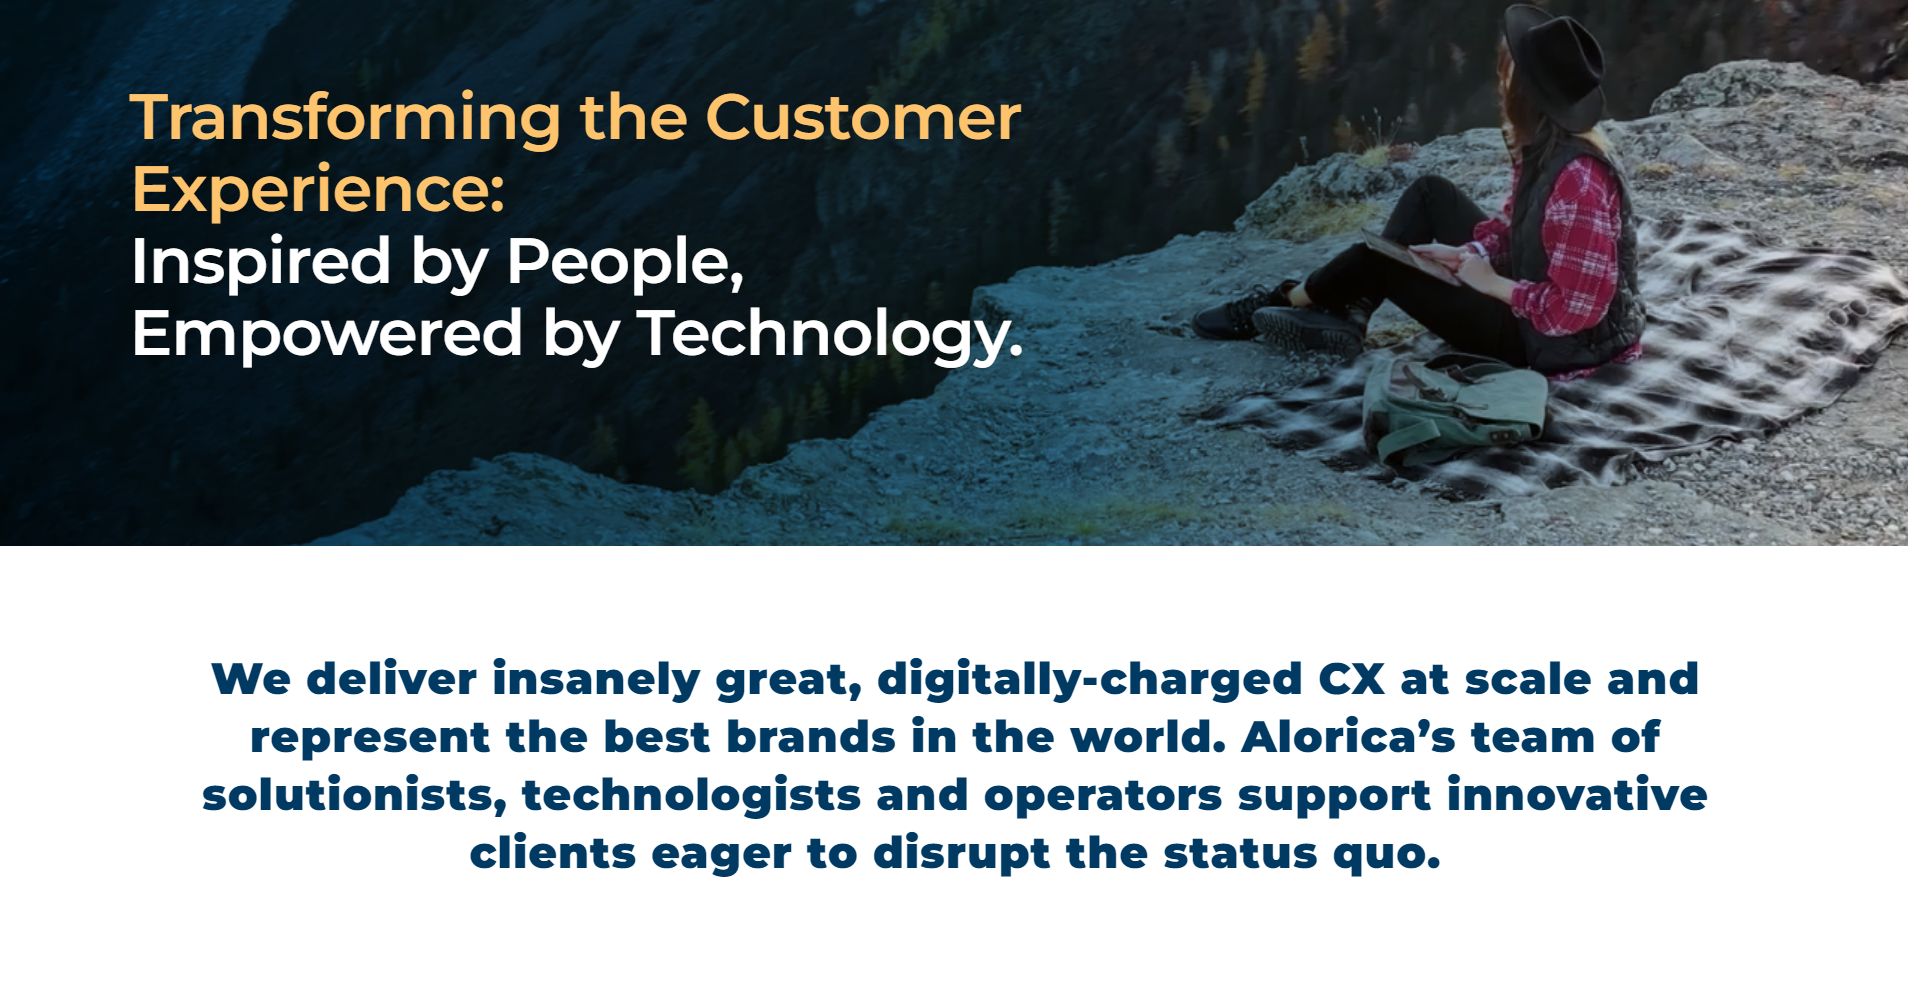 Transforming the Customer
Experience:
Inspired by People,
Empowered by Technology.
We deliver insanely great, digitally-charged CX at scale and
represent the best brands in the world. Alorica’s team of
solutionists, technologists and operators support innovative
clients eager to disrupt the status quo.